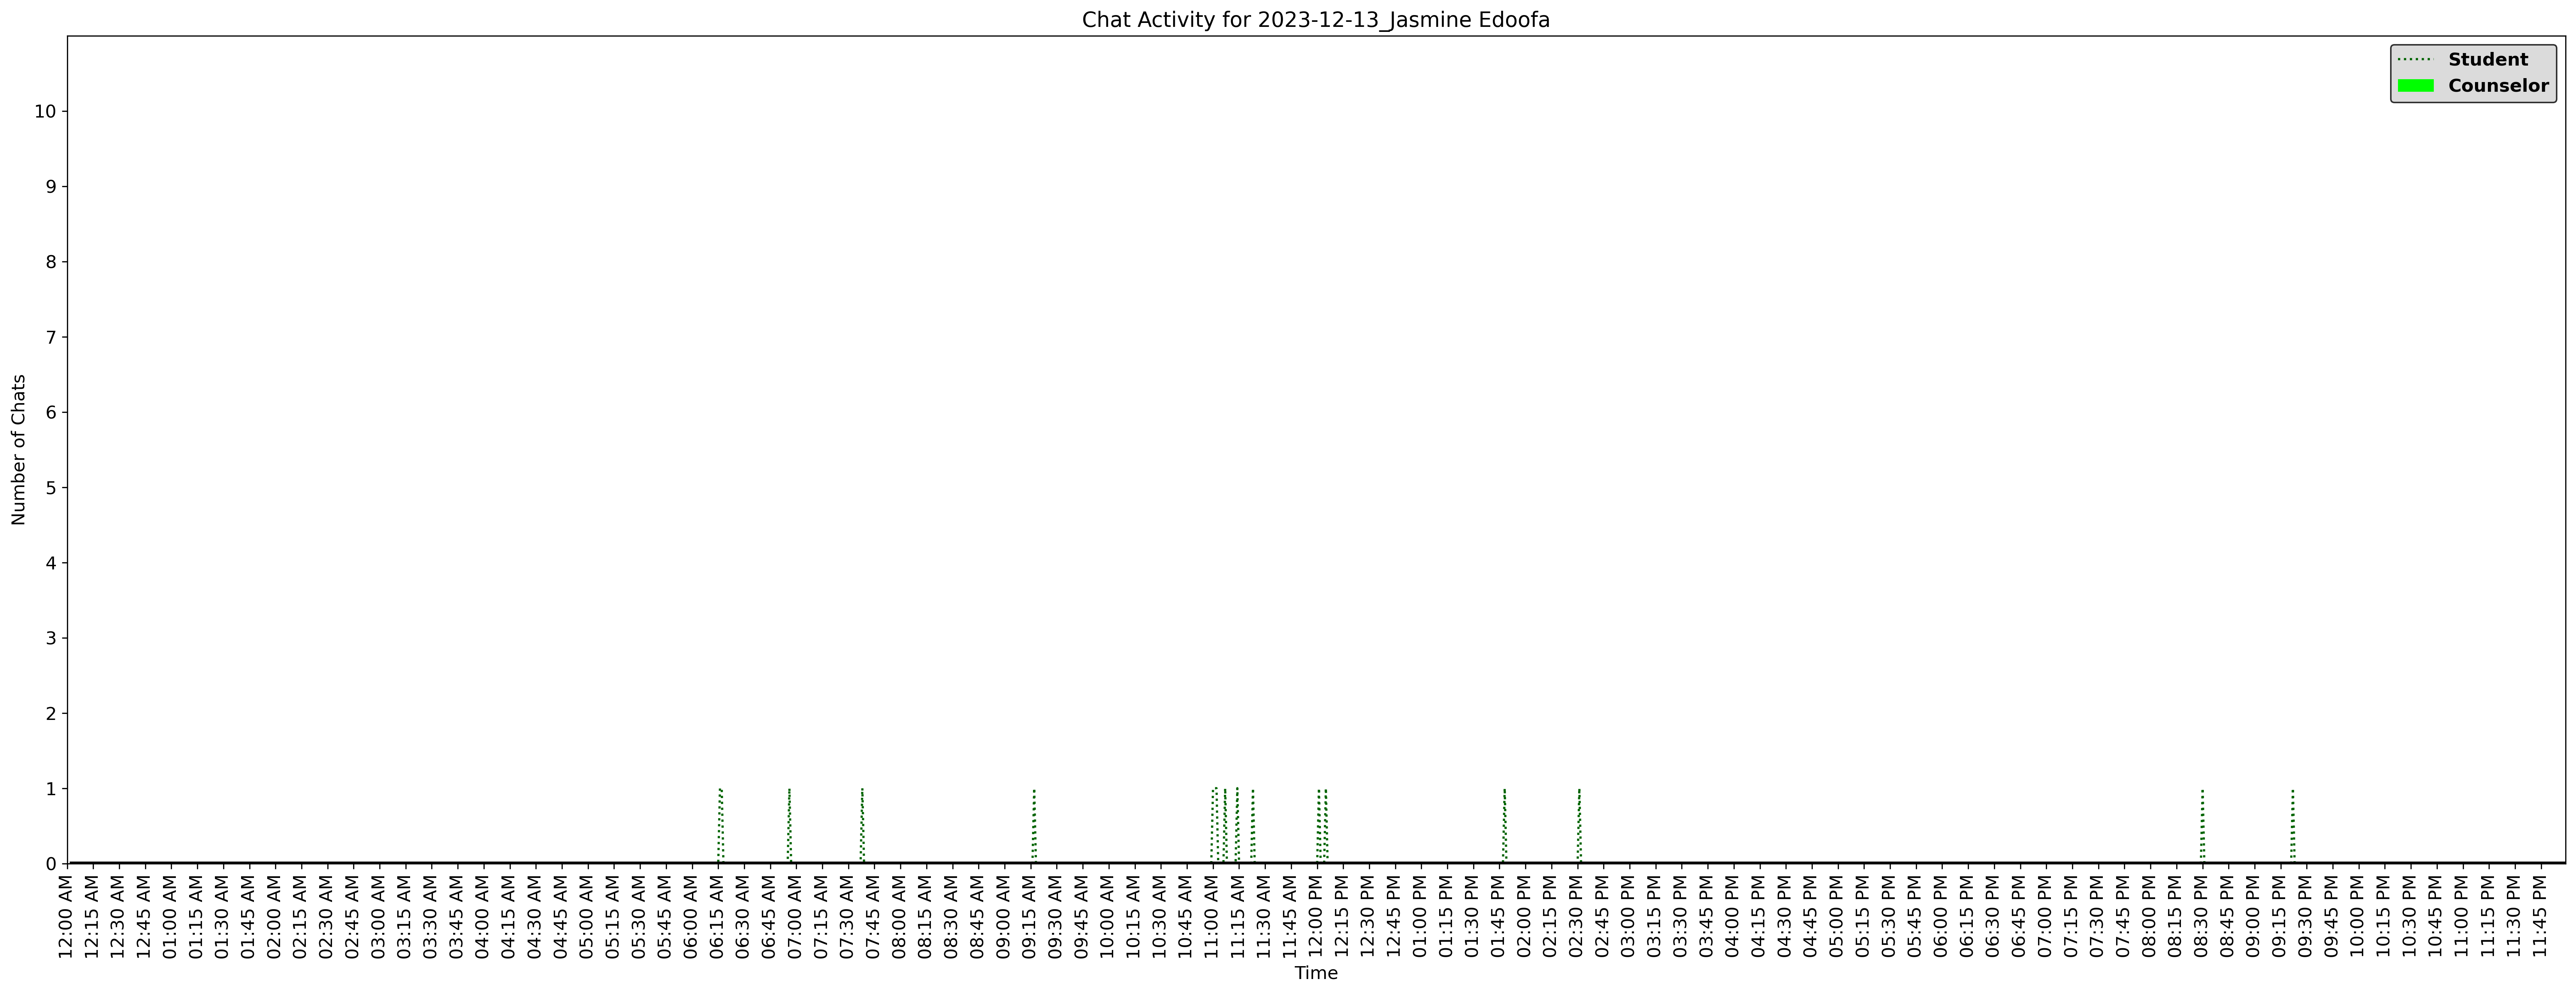 Chat Activity for 2023-12-13_Jasmine Edoofa
Student
Counselor
Number of Chats
10
9
8
7
6
5
4
3
2
1
0
12:00 AM
12:15 AM
12:30 AM
12:45 AM
01:00 AM
01:15 AM
01:30 AM
01:45 AM
02:00 AM
02:15 AM
02:30 AM
02:45 AM
03:00 AM
03:15 AM
03:30 AM
03:45 AM
04:00 AM
04:15 AM
04:30 AM
04:45 AM
05:00 AM
05:15 AM
05:30 AM
05:45 AM
06:00 AM
06:15 AM
06:30 AM
06:45 AM
07:00 AM
07:15 AM
07:30 AM
07:45 AM
08:00 AM
08:15 AM
08:30 AM
08:45 AM
09:00 AM
09:15 AM
09:30 AM
09:45 AM
10:00 AM
10:15 AM
10:30 AM
10:45 AM
11:00 AM
11:15 AM
11:30 AM
11:45 AM
12:00 PM
12:15 PM
12:30 PM
12:45 PM
01:00 PM
01:15 PM
01:30 PM
01:45 PM
02:00 PM
02:15 PM
02:30 PM
02:45 PM
03:00 PM
03:15 PM
03:30 PM
03:45 PM
04:00 PM
04:15 PM
04:30 PM
04:45 PM
05:00 PM
05:15 PM
05:30 PM
05:45 PM
06:00 PM
06:15 PM
06:30 PM
06:45 PM
07:00 PM
07:15 PM
07:30 PM
07:45 PM
08:00 PM
08:15 PM
08:30 PM
08:45 PM
09:00 PM
09:15 PM
09:30 PM
09:45 PM
10:00 PM
10:15 PM
10:30 PM
10:45 PM
11:00 PM
11:15 PM
11:30 PM
11:45 PM
Time